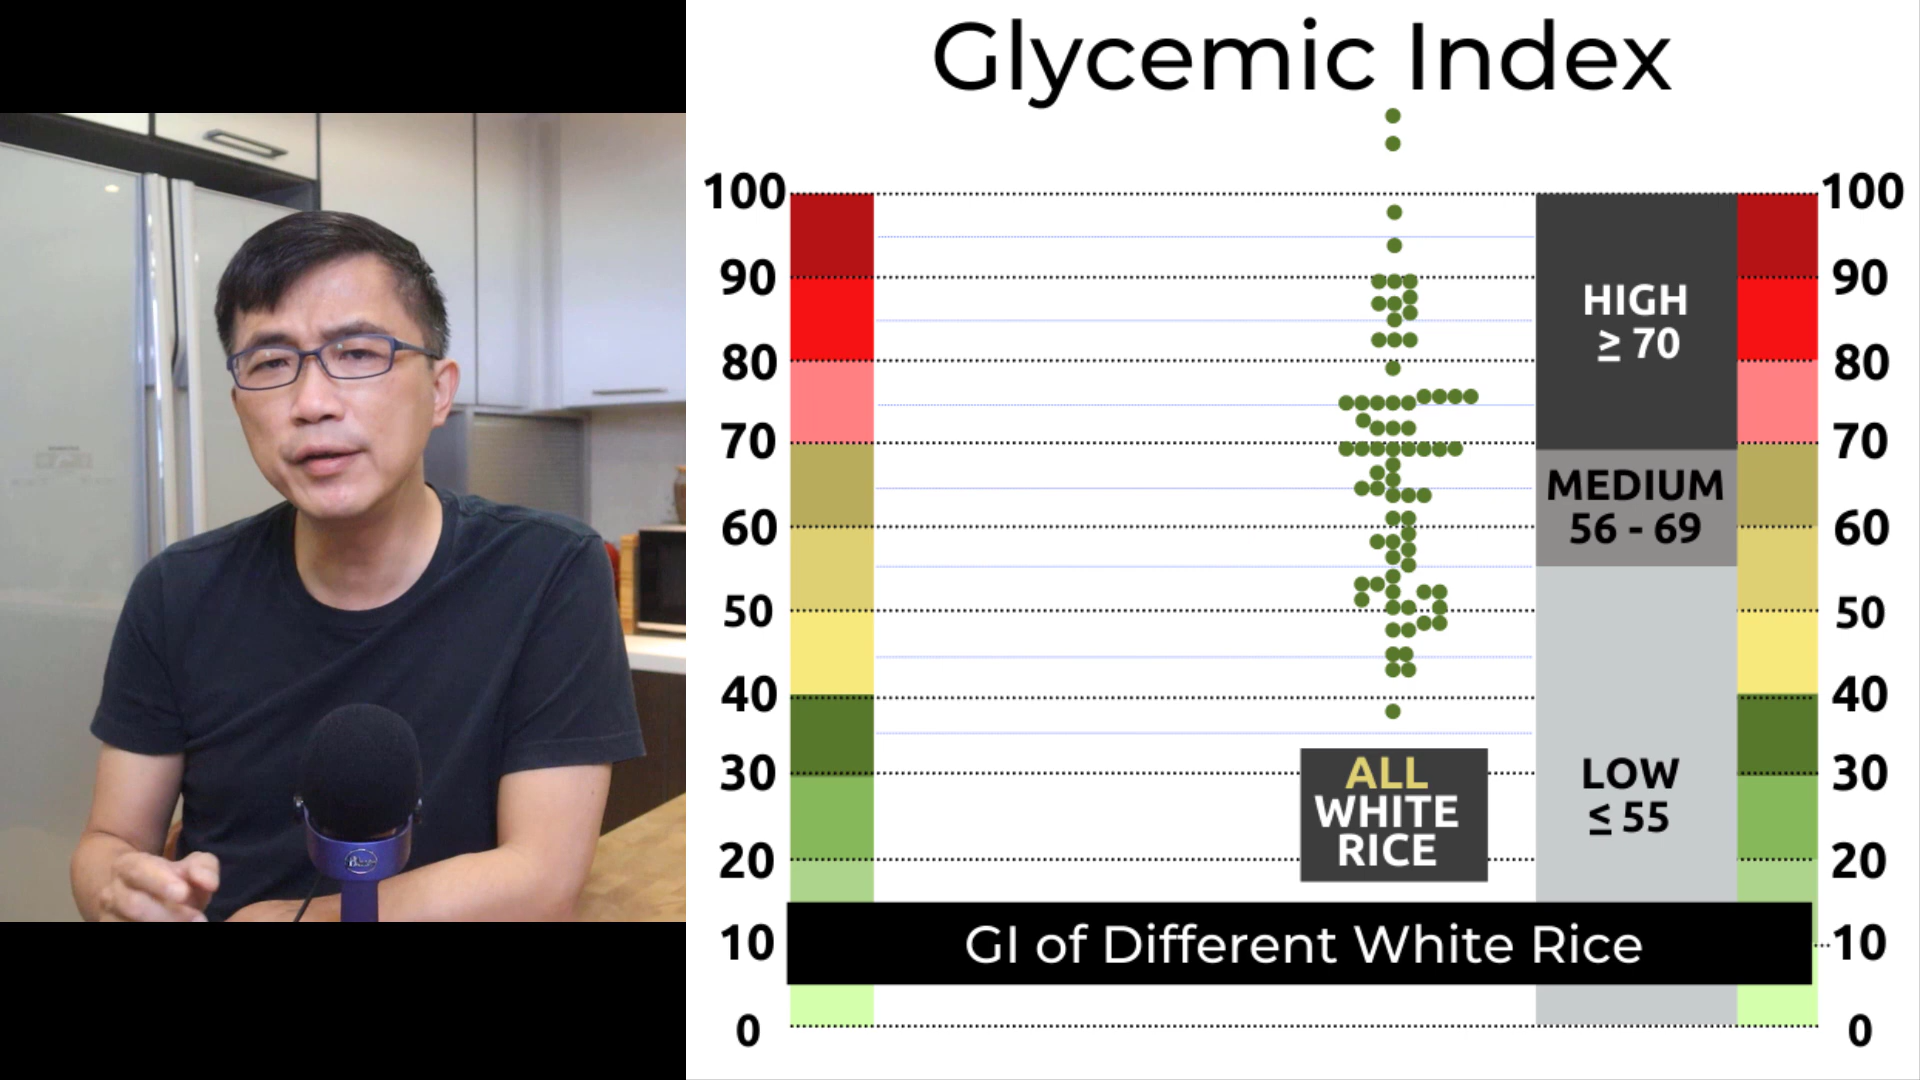 Glycemic Index
100
90
80
70
60
50
40
30
20
10
0
HIGH
≥ 70
MEDIUM
56 - 69
LOW
≤ 55
ALL
WHITE
RICE
GI of Different White Rice
100
90
80
70
60
50
40
30
20
10
0